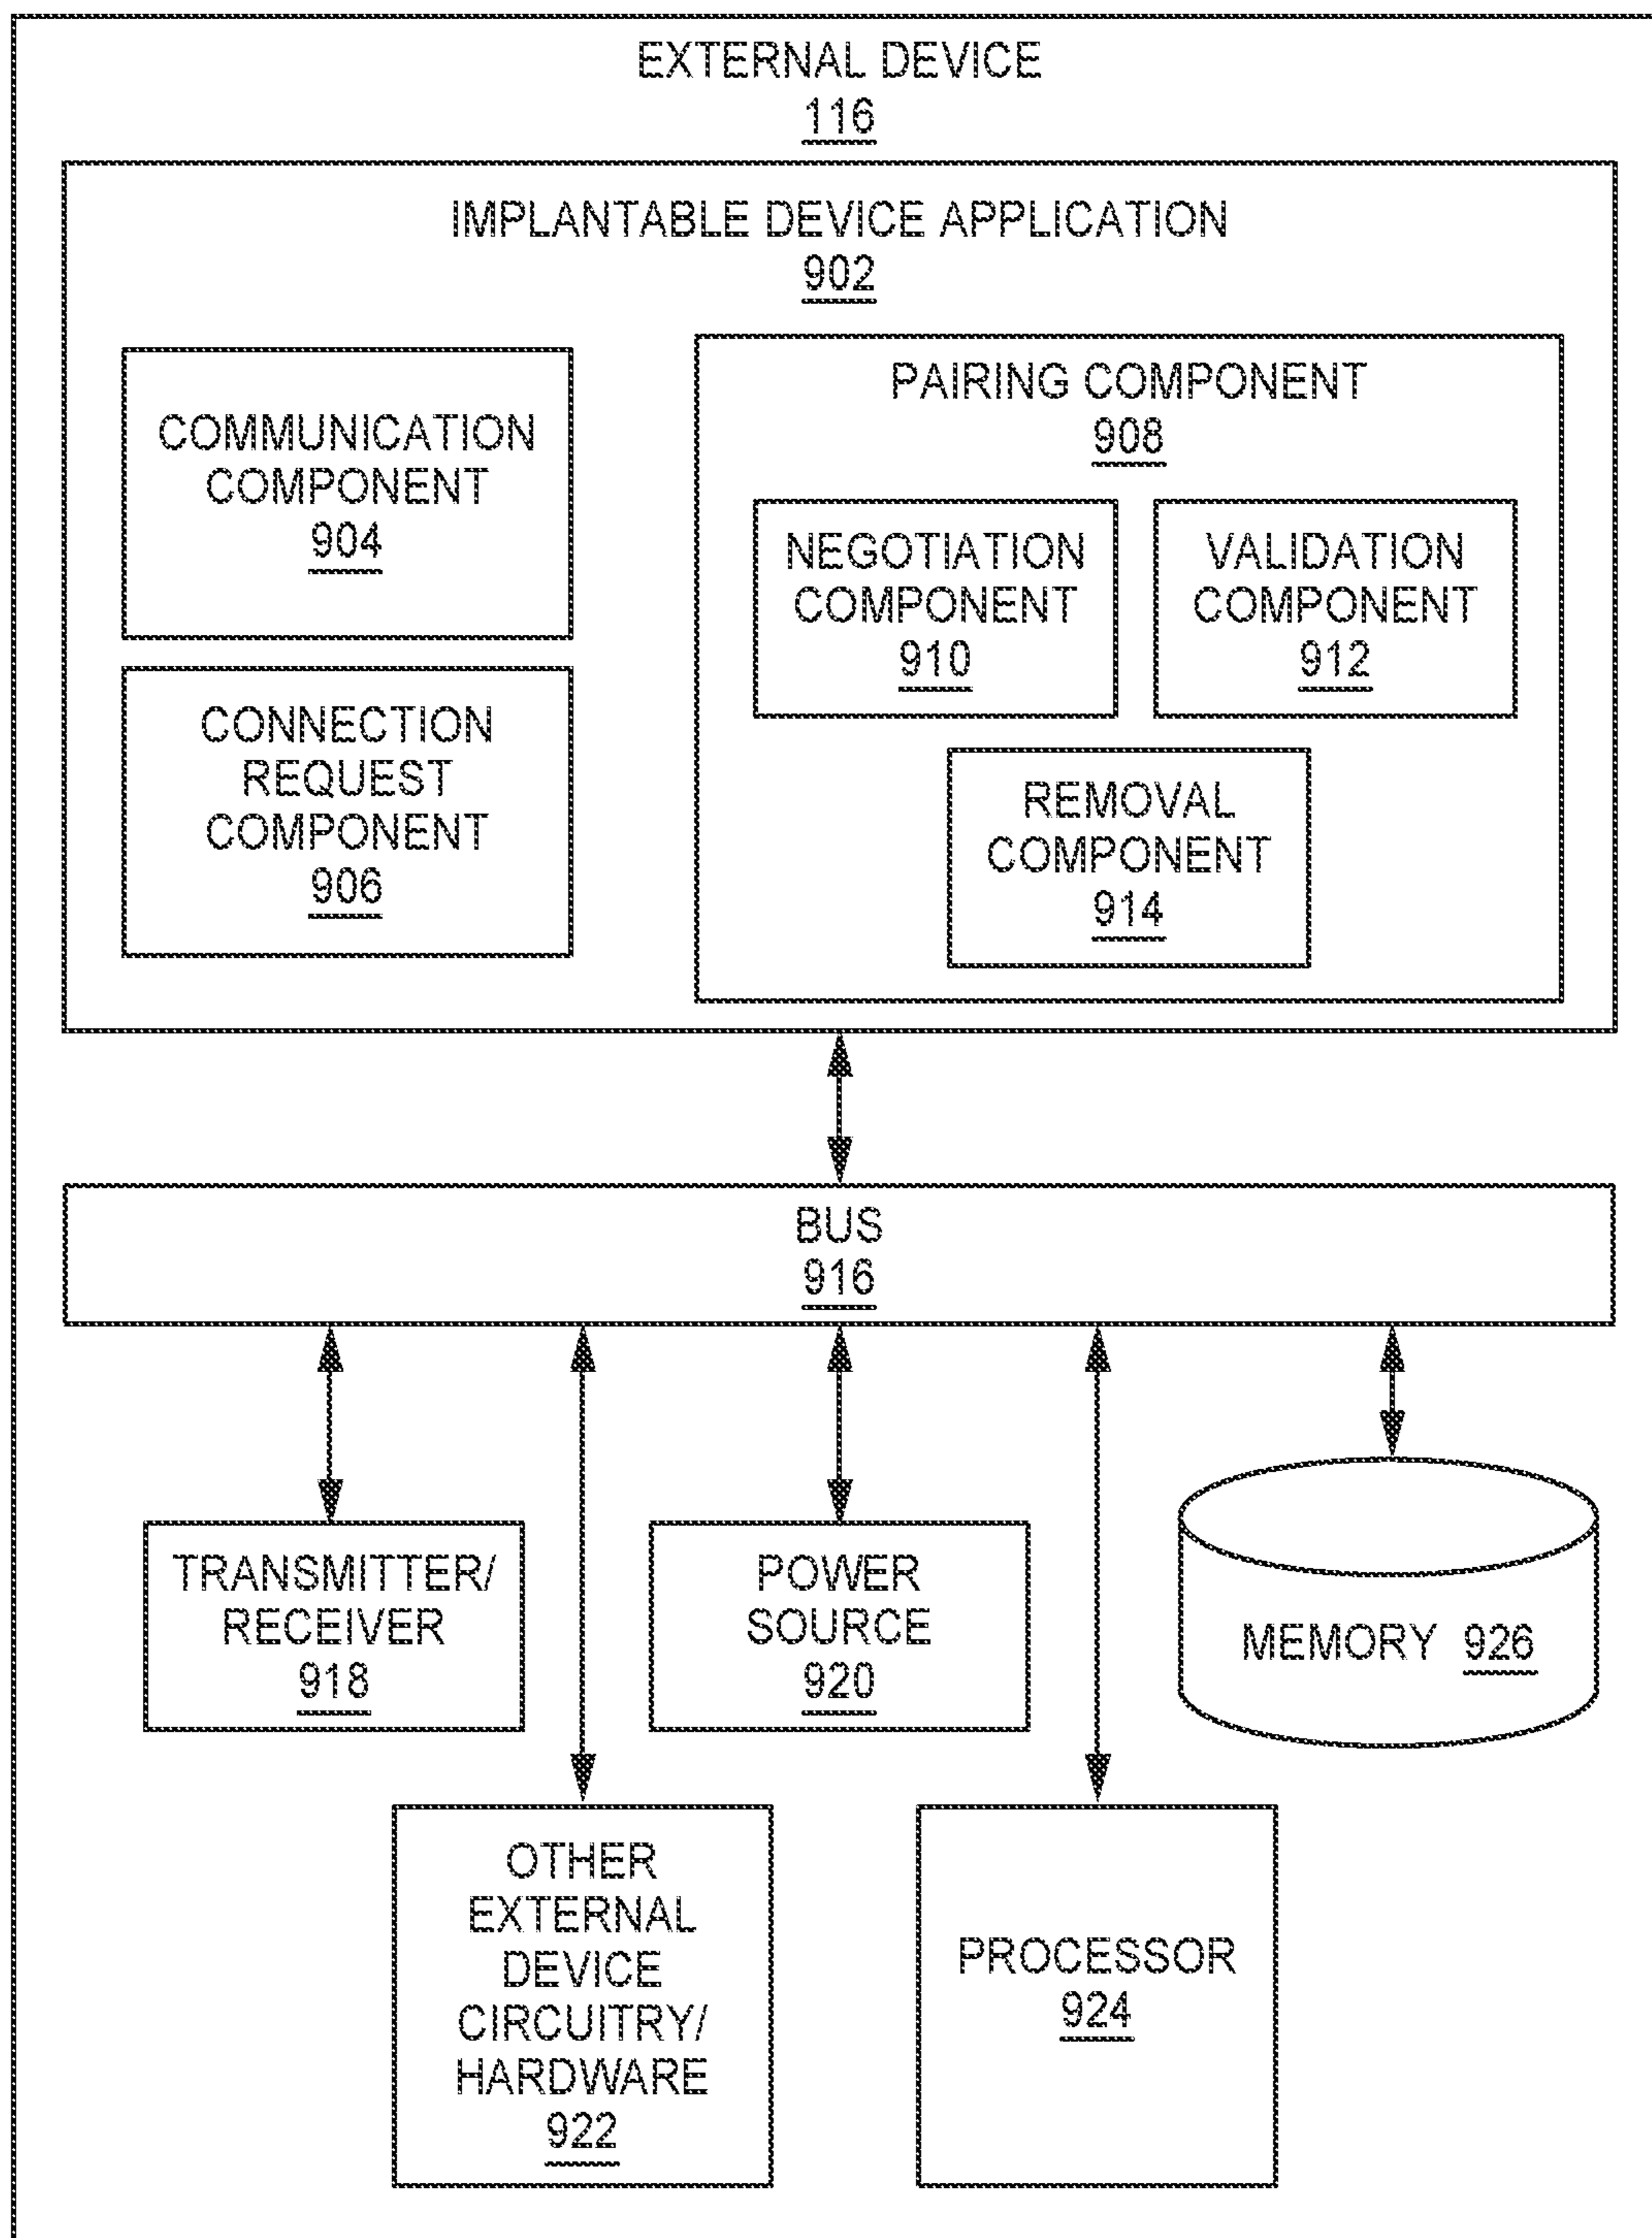 EXTERNAL DEVICE
116
IMPLANTABLE DEVICE APPLICATION
902
COMMUNICATION
COMPONENT
904
CONNECTION
REQUEST
COMPONENT
906
PAIRING COMPONENT
908
NEGOTIATION
COMPONENT
910
VALIDATION
COMPONENT
912
REMOVAL
COMPONENT
914
BUS
916
TRANSMITTER/
RECEIVER
918
POWER
SOURCE
920
MEMORY 926
OTHER
EXTERNAL
DEVICE
CIRCUITRY/
HARDWARE
922
PROCESSOR
924